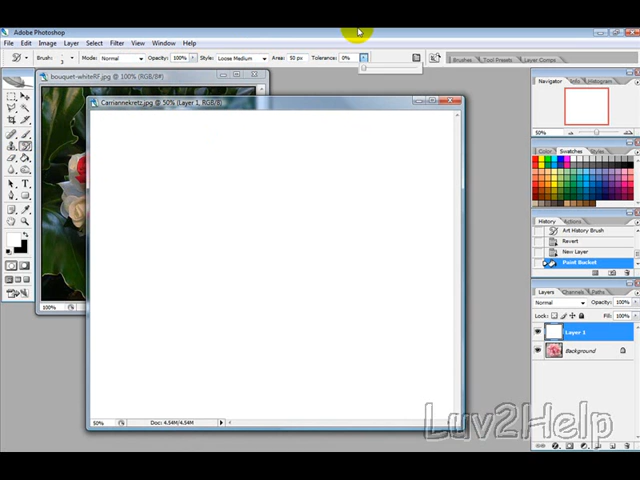 Adobe Photoshop
File Edit Image Layer Select Filter View Window Help
Brush: 3 Mode: Normal Opacity: 100% Style: Loose Medium Area: 50 px Tolerance: 0% Brushes Tool Presets Layer Comps
bouquet-whiteRF.jpg @ 100% (RGB/8#)
Carriannekretz.jpg @ 50% (Layer 1, RGB/8)
Navigator Info Histogram
50%
Color Swatches Styles
History Actions
Art History Brush
Revert
New Layer
Paint Bucket
Layers Channels Paths
Normal Opacity: 100%
Lock: Fill: 100%
Layer 1
Background
100%
50% Doc: 4.54M/4.54M
Luv2Help